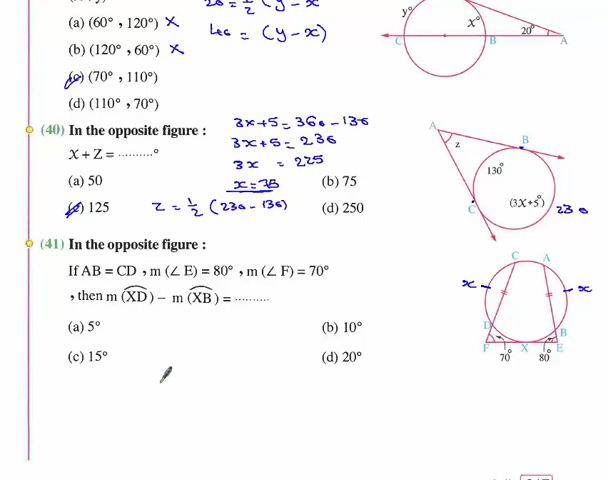 (a) (60° , 120°) X
(b) (120° , 60°) X
(c) (70° , 110°)
(d) (110° , 70°)
= (y - x)
y°
x°
20°
C
B
A
(40) In the opposite figure :
X + Z = ..........°
(a) 50
(b) 75
(c) 125
(d) 250
3x+5 = 360 - 130
3x+5 = 230
3x = 225
x = 75
z = 1/2 (230 - 130)
A
z
B
130°
C
(3X+5°)
230
(41) In the opposite figure :
If AB = CD , m (∠ E) = 80° , m (∠ F) = 70°
, then m (XD) – m (XB) = ..........
(a) 5°
(b) 10°
(c) 15°
(d) 20°
C
A
x
x
D
B
F
X
E
70°
80°